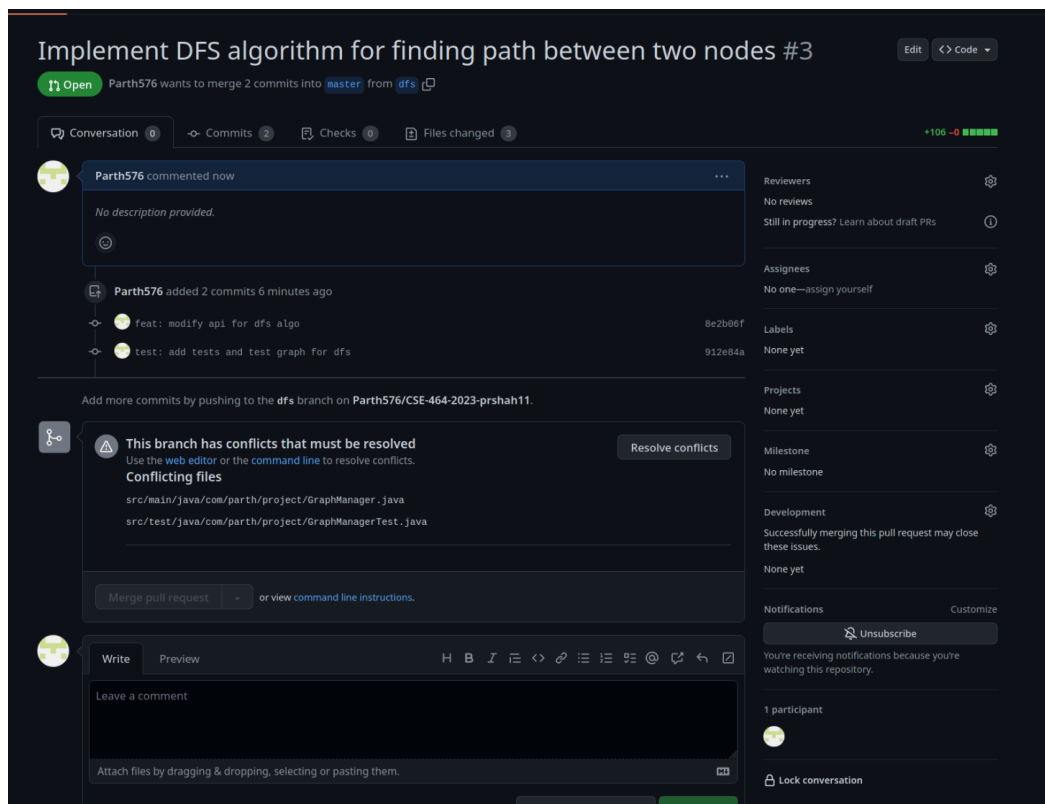 Implement DFS algorithm for finding path between two nodes #3
Edit
Code
Open
Parth576 wants to merge 2 commits into master from dfs
Conversation 0
Commits 2
Checks 0
Files changed 3
+106 −0
Parth576 commented now
No description provided.
Parth576 added 2 commits 6 minutes ago
feat: modify api for dfs algo
8e2b06f
test: add tests and test graph for dfs
912e84a
Add more commits by pushing to the dfs branch on Parth576/CSE-464-2023-prshah11.
This branch has conflicts that must be resolved
Use the web editor or the command line to resolve conflicts.
Resolve conflicts
Conflicting files
src/main/java/com/parth/project/GraphManager.java
src/test/java/com/parth/project/GraphManagerTest.java
Merge pull request
or view command line instructions.
Write
Preview
H B I
Leave a comment
Attach files by dragging & dropping, selecting or pasting them.
Reviewers
No reviews
Still in progress? Learn about draft PRs
Assignees
No one—assign yourself
Labels
None yet
Projects
None yet
Milestone
No milestone
Development
Successfully merging this pull request may close
these issues.
None yet
Notifications
Customize
Unsubscribe
You're receiving notifications because you're
watching this repository.
1 participant
Lock conversation